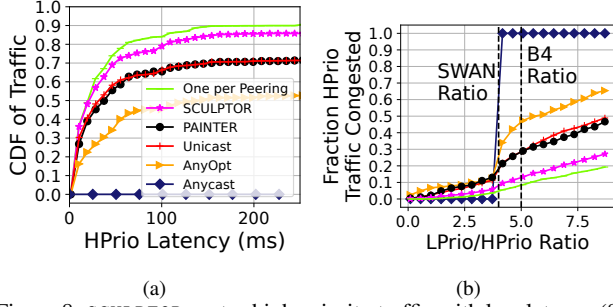 CDF of Traffic
1.0
0.9
0.8
0.7
0.6
0.5
0.4
0.3
0.2
0.1
0.0
One per Peering
SCULPTOR
PAINTER
Unicast
AnyOpt
Anycast
0 100 200
HPrio Latency (ms)
(a)
Fraction HPrio
Traffic Congested
1.0
0.9
0.8
0.7
0.6
0.5
0.4
0.3
0.2
0.1
0.0
SWAN
Ratio
B4
Ratio
0.0 2.5 5.0 7.5
LPrio/HPrio Ratio
(b)